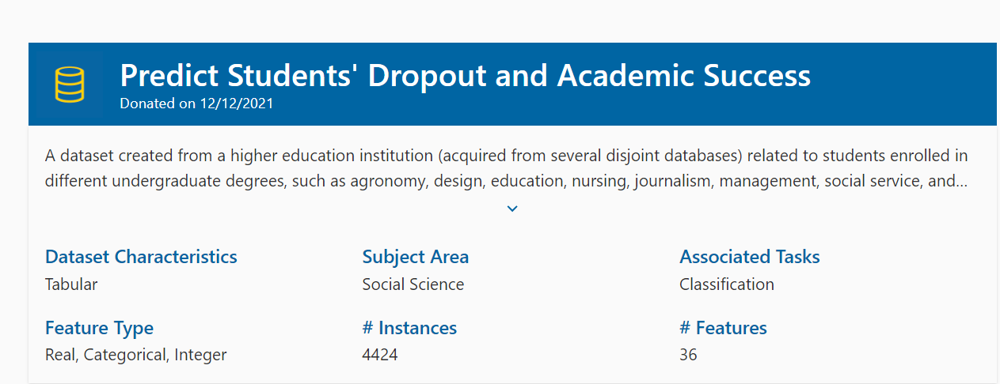 Predict Students' Dropout and Academic Success
Donated on 12/12/2021
A dataset created from a higher education institution (acquired from several disjoint databases) related to students enrolled in
different undergraduate degrees, such as agronomy, design, education, nursing, journalism, management, social service, and...
Dataset Characteristics
Tabular
Subject Area
Social Science
Associated Tasks
Classification
Feature Type
Real, Categorical, Integer
# Instances
4424
# Features
36